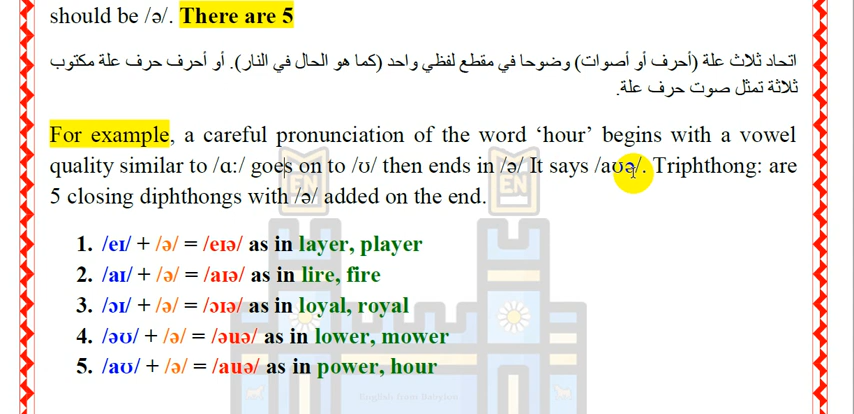 should be /ə/. There are 5
اتحاد ثلاث علة (أحرف أو أصوات) وضوحا في مقطع لفظي واحد (كما هو الحال في النار). أو أحرف حرف علة مكتوب
ثلاثة تمثل صوت حرف علة.
For example, a careful pronunciation of the word ‘hour’ begins with a vowel
quality similar to /ɑ:/ goes on to /ʊ/ then ends in /ə/ It says /aʊə/. Triphthong: are
5 closing diphthongs with /ə/ added on the end.
1. /eɪ/ + /ə/ = /eɪə/ as in layer, player
2. /aɪ/ + /ə/ = /aɪə/ as in lire, fire
3. /ɔɪ/ + /ə/ = /ɔɪə/ as in loyal, royal
4. /əʊ/ + /ə/ = /əuə/ as in lower, mower
5. /aʊ/ + /ə/ = /auə/ as in power, hour
EN EN
English from Babylon